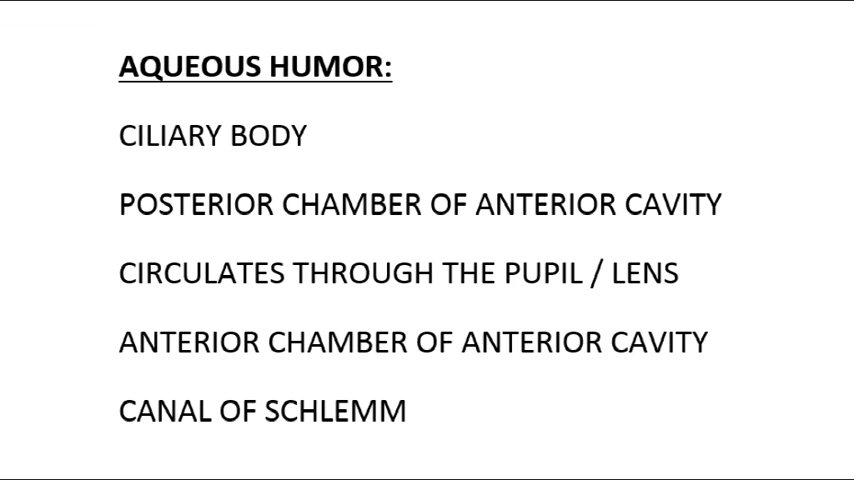 AQUEOUS HUMOR:
CILIARY BODY
POSTERIOR CHAMBER OF ANTERIOR CAVITY
CIRCULATES THROUGH THE PUPIL / LENS
ANTERIOR CHAMBER OF ANTERIOR CAVITY
CANAL OF SCHLEMM